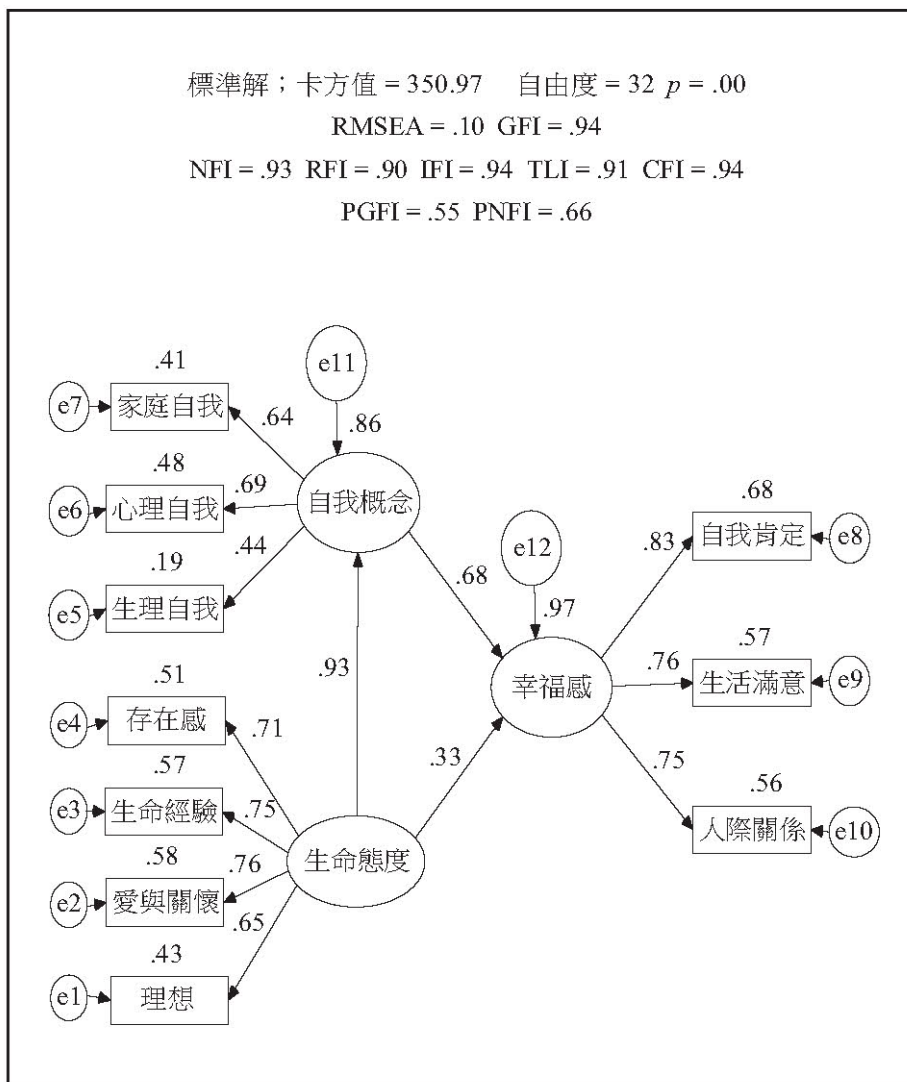 標準解；卡方值 = 350.97 自由度 = 32 p = .00
RMSEA = .10 GFI = .94
NFI = .93 RFI = .90 IFI = .94 TLI = .91 CFI = .94
PGFI = .55 PNFI = .66
e11
.41
e7
家庭自我
.64
.86
.48
e6
心理自我
.69
自我概念
.19
e5
生理自我
.44
e12
.68
.97
.68
自我肯定
e8
.83
.93
幸福感
.57
生活滿意
e9
.76
.51
e4
存在感
.71
.33
.75
.56
人際關係
e10
.57
e3
生命經驗
.75
生命態度
.58
e2
愛與關懷
.76
.65
.43
e1
理想